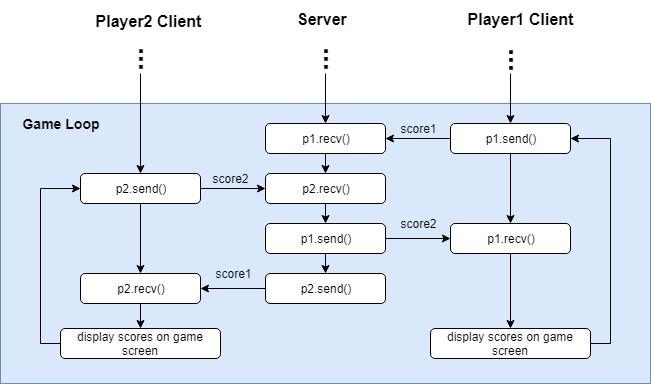 Player2 Client
Server
Player1 Client
Game Loop
p1.recv()
score1
p1.send()
p2.send()
score2
p2.recv()
p1.send()
score2
p1.recv()
p2.recv()
score1
p2.send()
display scores on game
screen
display scores on game
screen